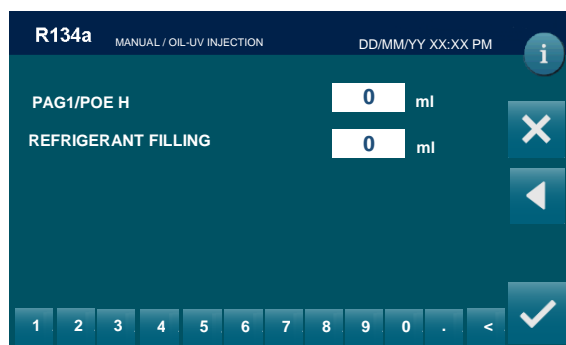 R134a MANUAL / OIL-UV INJECTION DD/MM/YY XX:XX PM i
PAG1/POE H 0 ml
REFRIGERANT FILLING 0 ml
1 2 3 4 5 6 7 8 9 0 . <